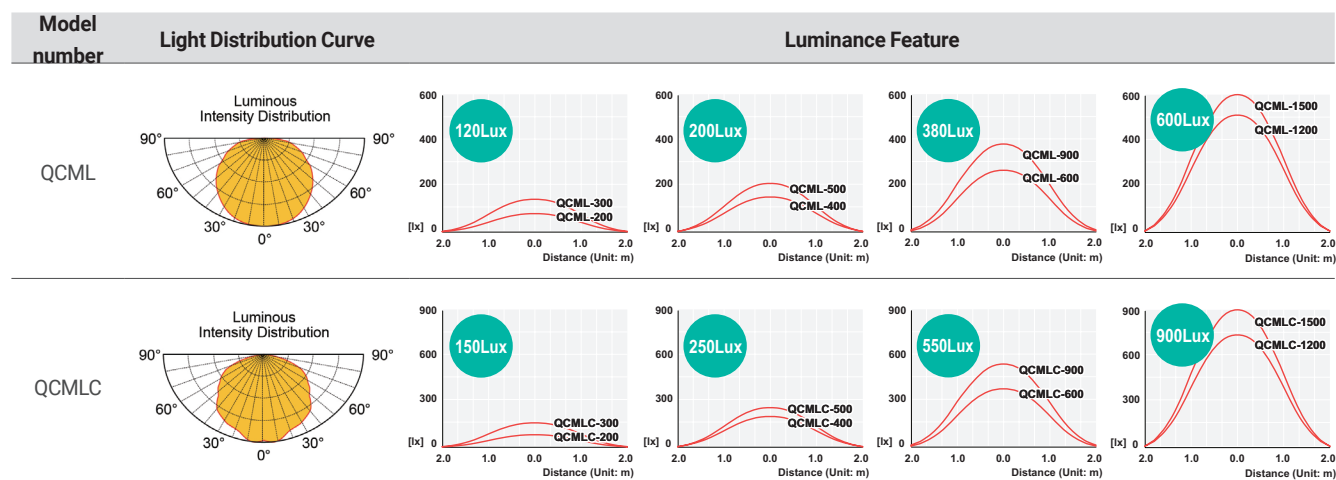 Model
number
Light Distribution Curve
Luminance Feature
QCML
Luminous
Intensity Distribution
90°
90°
60°
60°
30°
30°
0°
600
400
200
[lx] 0
120Lux
QCML-300
QCML-200
2.0 1.0 0.0 1.0 2.0
Distance (Unit: m)
600
400
200
[lx] 0
200Lux
QCML-500
QCML-400
2.0 1.0 0.0 1.0 2.0
Distance (Unit: m)
600
400
200
[lx] 0
380Lux
QCML-900
QCML-600
2.0 1.0 0.0 1.0 2.0
Distance (Unit: m)
600
400
200
[lx] 0
600Lux
QCML-1500
QCML-1200
2.0 1.0 0.0 1.0 2.0
Distance (Unit: m)
QCMLC
Luminous
Intensity Distribution
90°
90°
60°
60°
30°
30°
0°
900
600
300
[lx] 0
150Lux
QCMLC-300
QCMLC-200
2.0 1.0 0.0 1.0 2.0
Distance (Unit: m)
900
600
300
[lx] 0
250Lux
QCMLC-500
QCMLC-400
2.0 1.0 0.0 1.0 2.0
Distance (Unit: m)
900
600
300
[lx] 0
550Lux
QCMLC-900
QCMLC-600
2.0 1.0 0.0 1.0 2.0
Distance (Unit: m)
900
600
300
[lx] 0
900Lux
QCMLC-1500
QCMLC-1200
2.0 1.0 0.0 1.0 2.0
Distance (Unit: m)